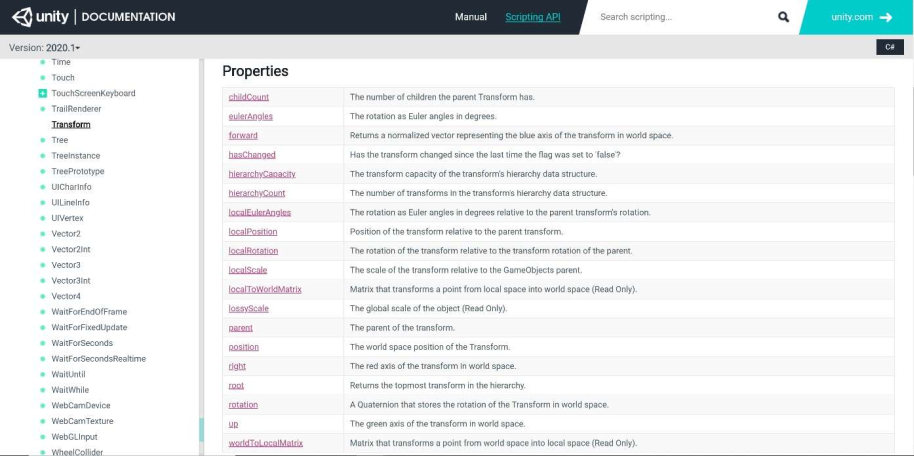 unity | DOCUMENTATION
Manual Scripting API Search scripting... unity.com
Version: 2020.1 C#
Time
Touch
TouchScreenKeyboard
TrailRenderer
Transform
Tree
TreeInstance
TreePrototype
UICharInfo
UILineInfo
UIVertex
Vector2
Vector2Int
Vector3
Vector3Int
Vector4
WaitForEndOfFrame
WaitForFixedUpdate
WaitForSeconds
WaitForSecondsRealtime
WaitUntil
WaitWhile
WebCamDevice
WebCamTexture
WebGLInput
WheelCollider
Properties
childCount The number of children the parent Transform has.
eulerAngles The rotation as Euler angles in degrees.
forward Returns a normalized vector representing the blue axis of the transform in world space.
hasChanged Has the transform changed since the last time the flag was set to 'false'?
hierarchyCapacity The transform capacity of the transform's hierarchy data structure.
hierarchyCount The number of transforms in the transform's hierarchy data structure.
localEulerAngles The rotation as Euler angles in degrees relative to the parent transform's rotation.
localPosition Position of the transform relative to the parent transform.
localRotation The rotation of the transform relative to the transform rotation of the parent.
localScale The scale of the transform relative to the GameObjects parent.
localToWorldMatrix Matrix that transforms a point from local space into world space (Read Only).
lossyScale The global scale of the object (Read Only).
parent The parent of the transform.
position The world space position of the Transform.
right The red axis of the transform in world space.
root Returns the topmost transform in the hierarchy.
rotation A Quaternion that stores the rotation of the Transform in world space.
up The green axis of the transform in world space.
worldToLocalMatrix Matrix that transforms a point from world space into local space (Read Only).